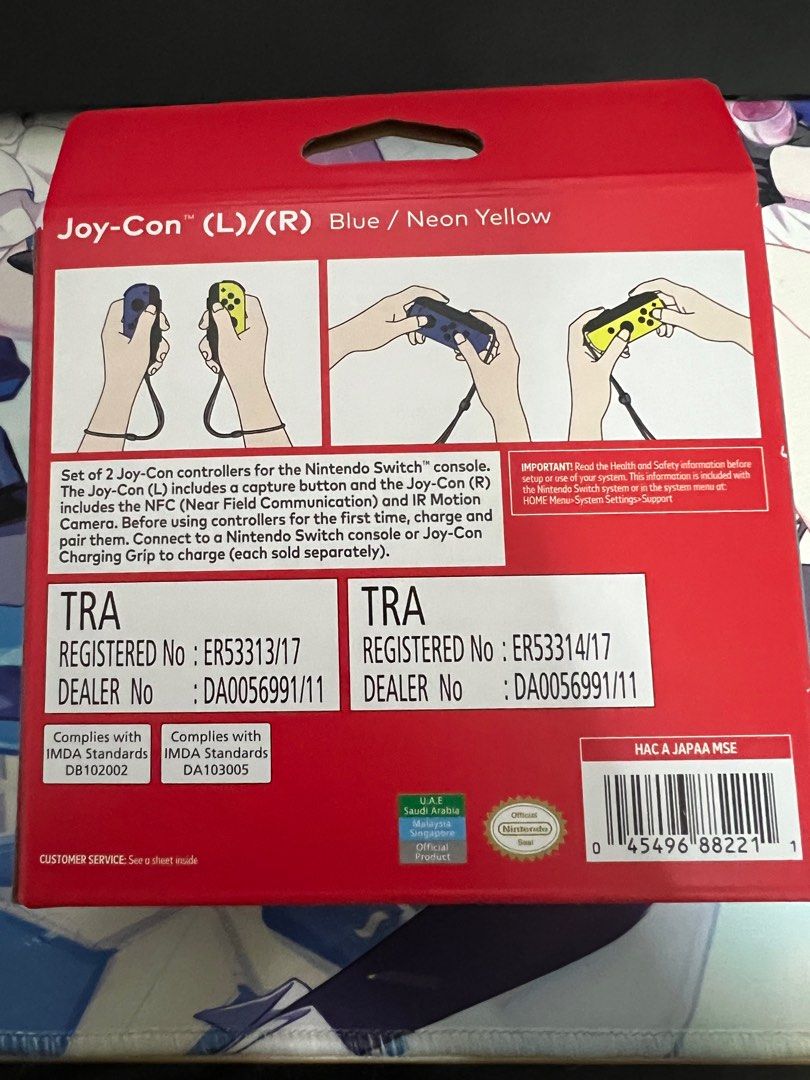 Joy-Con™ (L)/(R) Blue / Neon Yellow
Set of 2 Joy-Con controllers for the Nintendo Switch™ console.
The Joy-Con (L) includes a capture button and the Joy-Con (R)
includes the NFC (Near Field Communication) and IR Motion
Camera. Before using controllers for the first time, charge and
pair them. Connect to a Nintendo Switch console or Joy-Con
Charging Grip to charge (each sold separately).
IMPORTANT! Read the Health and Safety information before
setup or use of your system. This information is included with
the Nintendo Switch system or in the system menu at:
HOME Menu>System Settings>Support
TRA
REGISTERED No : ER53313/17
DEALER No : DA0056991/11
TRA
REGISTERED No : ER53314/17
DEALER No : DA0056991/11
Complies with
IMDA Standards
DB102002
Complies with
IMDA Standards
DA103005
HAC A JAPAA MSE
0 45496 88221 1
U.A.E
Saudi Arabia
Malaysia
Singapore
Official
Product
Official
Nintendo
Seal
CUSTOMER SERVICE: See a sheet inside